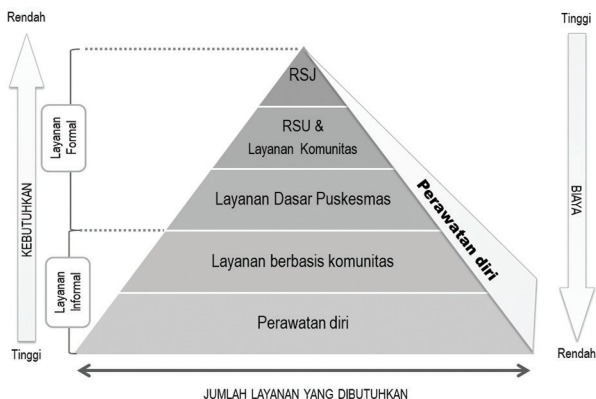 Rendah
Tinggi
RSJ
RSU &
Layanan Komunitas
Layanan
Formal
Layanan Dasar Puskesmas
Perawatan diri
KEBUTUHKAN
BIAYA
Layanan berbasis komunitas
Layanan
Informal
Perawatan diri
Tinggi
Rendah
JUMLAH LAYANAN YANG DIBUTUHKAN